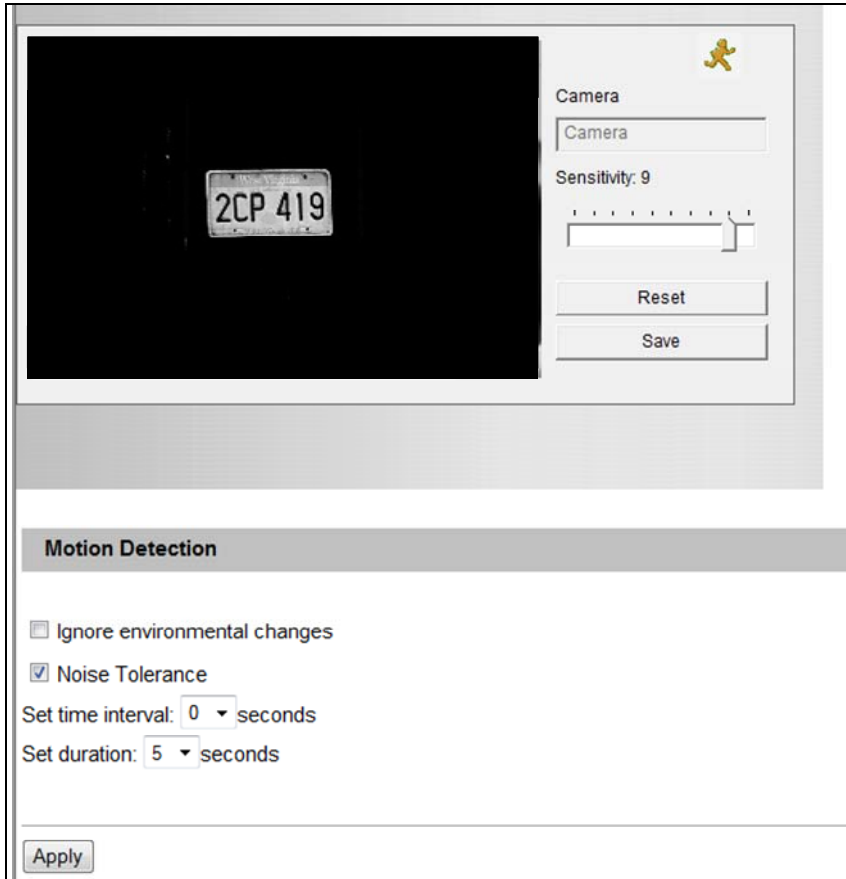 2CP 419
Camera
Camera
Sensitivity: 9
Reset
Save
Motion Detection
Ignore environmental changes
Noise Tolerance
Set time interval: 0 seconds
Set duration: 5 seconds
Apply